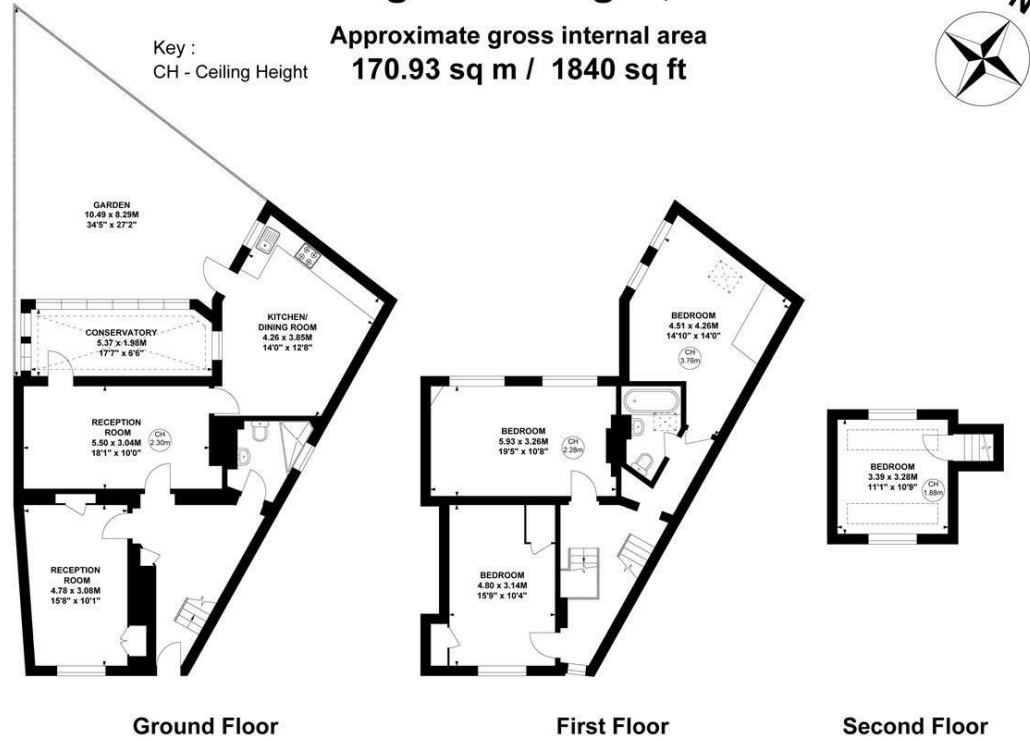 Key :
CH - Ceiling Height
Approximate gross internal area
170.93 sq m / 1840 sq ft
N
GARDEN
10.49 x 8.29M
34'5" x 27'2"
CONSERVATORY
5.37 x 1.98M
17'7" x 6'6"
KITCHEN/
DINING ROOM
4.26 x 3.85M
14'0" x 12'8"
RECEPTION
ROOM
5.50 x 3.04M
18'1" x 10'0"
CH
2.30m
RECEPTION
ROOM
4.78 x 3.08M
15'8" x 10'1"
Ground Floor
BEDROOM
4.51 x 4.26M
14'10" x 14'0"
CH
3.76m
BEDROOM
5.93 x 3.26M
19'5" x 10'8"
CH
2.28m
BEDROOM
4.80 x 3.14M
15'9" x 10'4"
First Floor
BEDROOM
3.39 x 3.28M
11'1" x 10'9"
CH
1.88m
Second Floor